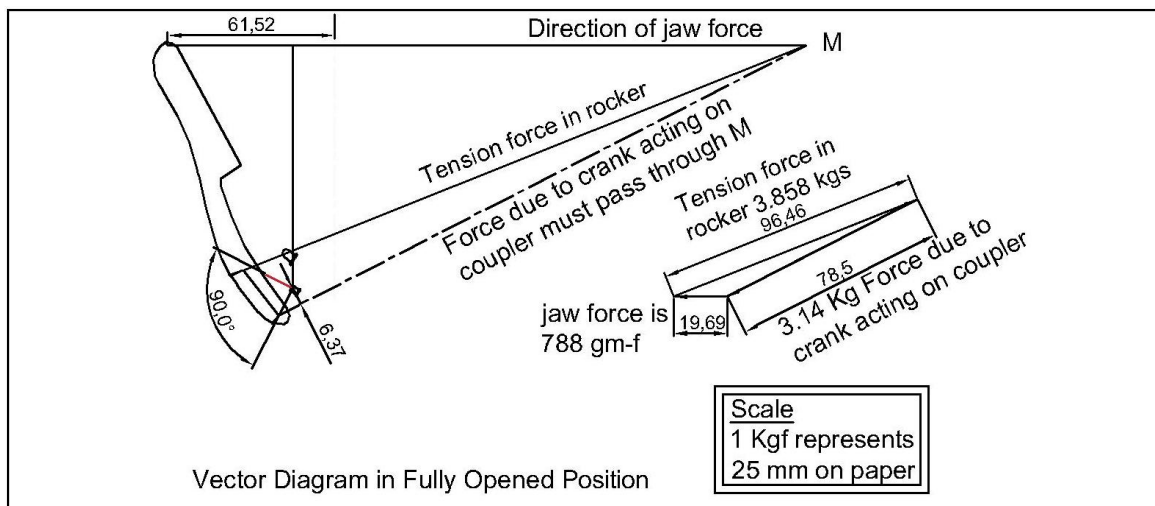 61,52
Direction of jaw force
M
Tension force in rocker
Force due to crank acting on
coupler must pass through M
90,0°
6,37
Tension force in
rocker 3.858 kgs
96,46
78,5
3.14 Kg Force due to
crank acting on coupler
jaw force is
788 gm-f
19,69
Scale
1 Kgf represents
25 mm on paper
Vector Diagram in Fully Opened Position